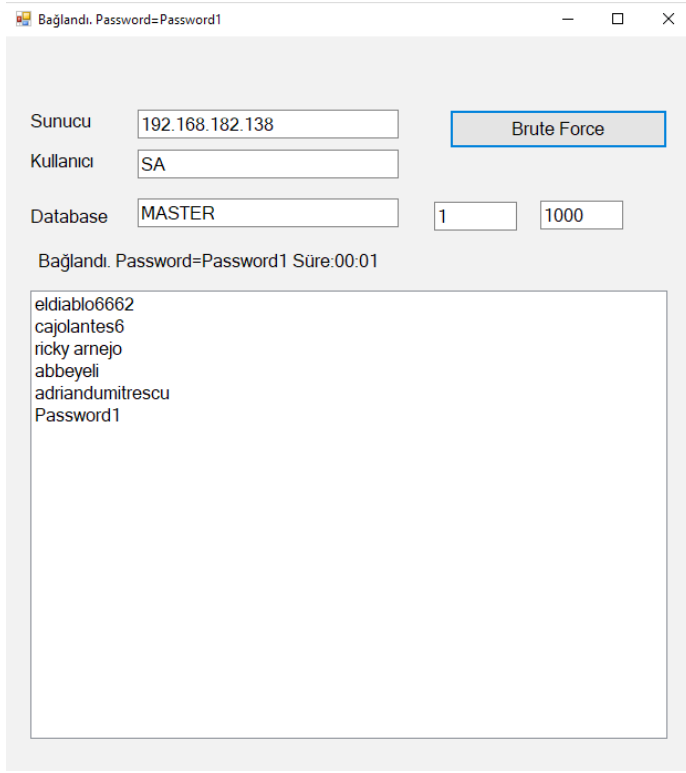 Bağlandı. Password=Password1
Sunucu 192.168.182.138 Brute Force
Kullanıcı SA
Database MASTER 1 1000
Bağlandı. Password=Password1 Süre:00:01
eldiablo6662
cajolantes6
ricky arnejo
abbeyeli
adriandumitrescu
Password1